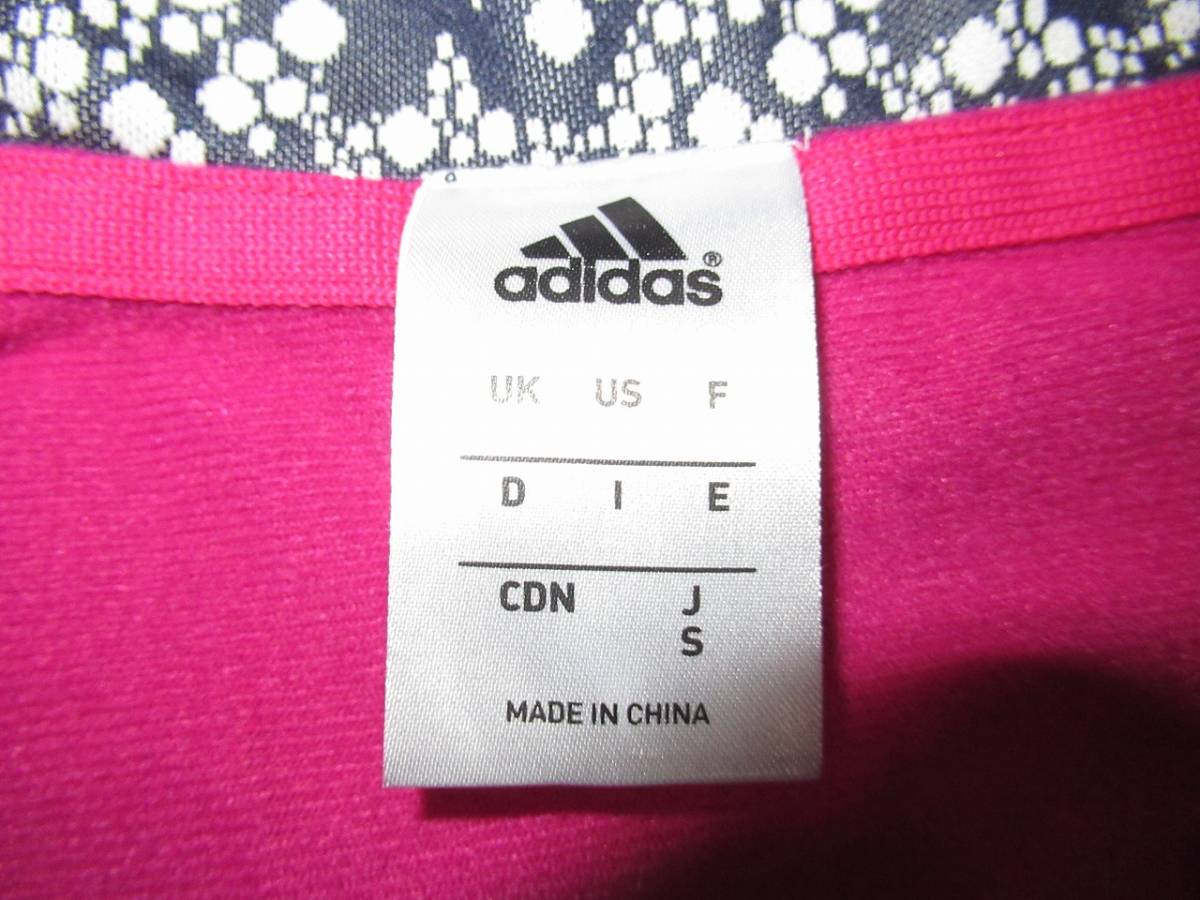 adidas®
UK US F
D I E
CDN J
S
MADE IN CHINA